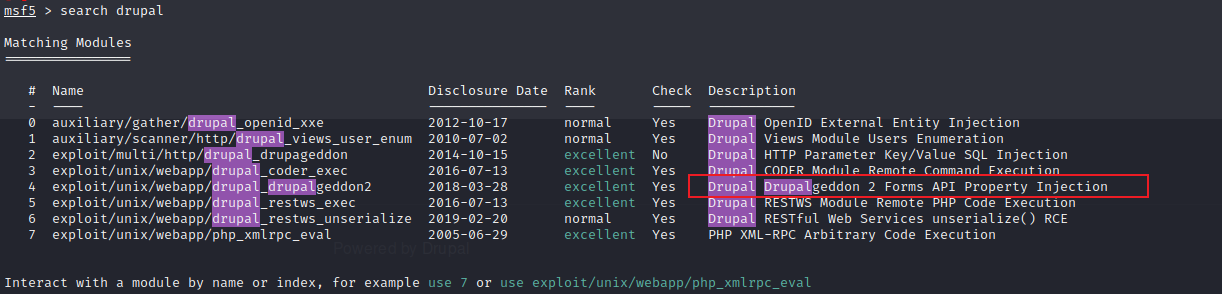 msf5 > search drupal
Matching Modules
================
# Name Disclosure Date Rank Check Description
- ---- --------------- ---- ----- -----------
0 auxiliary/gather/drupal_openid_xxe 2012-10-17 normal Yes Drupal OpenID External Entity Injection
1 auxiliary/scanner/http/drupal_views_user_enum 2010-07-02 normal Yes Drupal Views Module Users Enumeration
2 exploit/multi/http/drupal_drupageddon 2014-10-15 excellent No Drupal HTTP Parameter Key/Value SQL Injection
3 exploit/unix/webapp/drupal_coder_exec 2016-07-13 excellent Yes Drupal CODER Module Remote Command Execution
4 exploit/unix/webapp/drupal_drupalgeddon2 2018-03-28 excellent Yes Drupal Drupalgeddon 2 Forms API Property Injection
5 exploit/unix/webapp/drupal_restws_exec 2016-07-13 excellent Yes Drupal RESTWS Module Remote PHP Code Execution
6 exploit/unix/webapp/drupal_restws_unserialize 2019-02-20 normal Yes Drupal RESTful Web Services unserialize() RCE
7 exploit/unix/webapp/php_xmlrpc_eval 2005-06-29 excellent Yes PHP XML-RPC Arbitrary Code Execution
Powered by Drupal
Interact with a module by name or index, for example use 7 or use exploit/unix/webapp/php_xmlrpc_eval